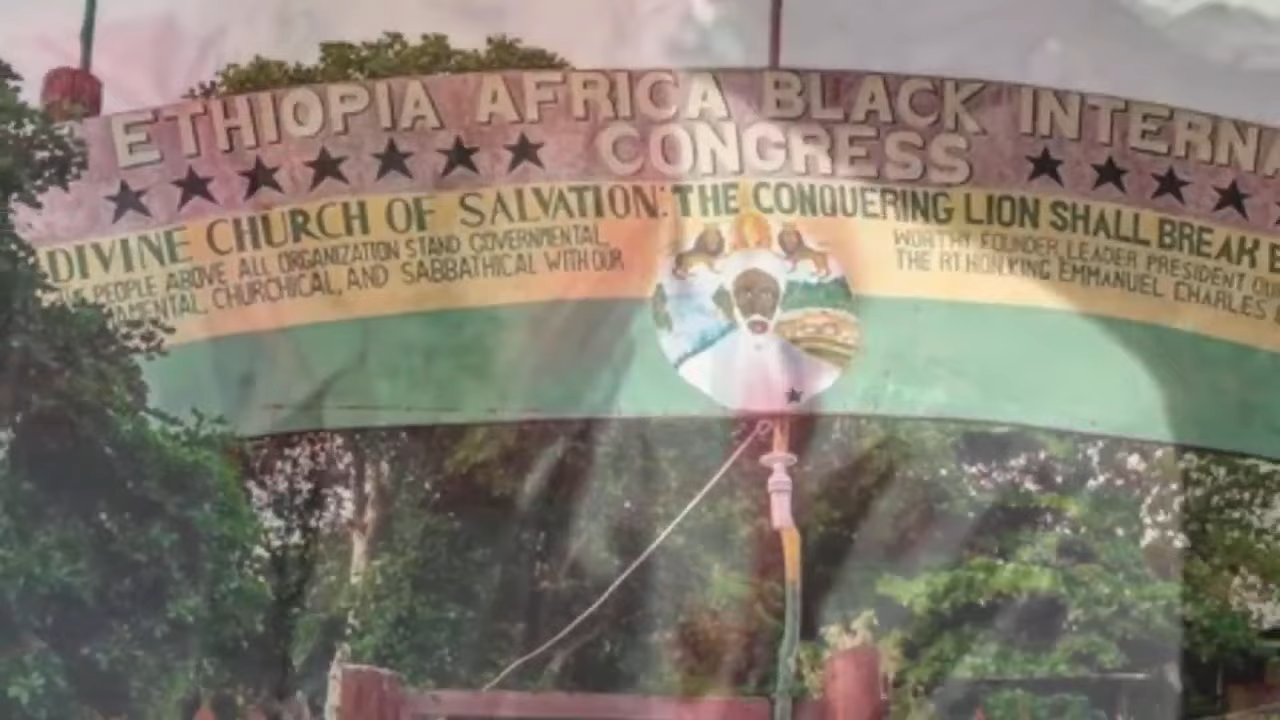 ETHIOPIA AFRICA BLACK INTERNA
CONGRESS
DIVINE CHURCH OF SALVATION: THE CONQUERING LION SHALL BREAK E
PEOPLE ABOVE ALL ORGANIZATION STAND GOVERNMENTAL,
AMENTAL, CHURCHICAL, AND SABBATHICAL WITH OUR
WORTHY FOUNDER, LEADER PRESIDENT OUR
THE RT HON KING EMMANUEL CHARLES